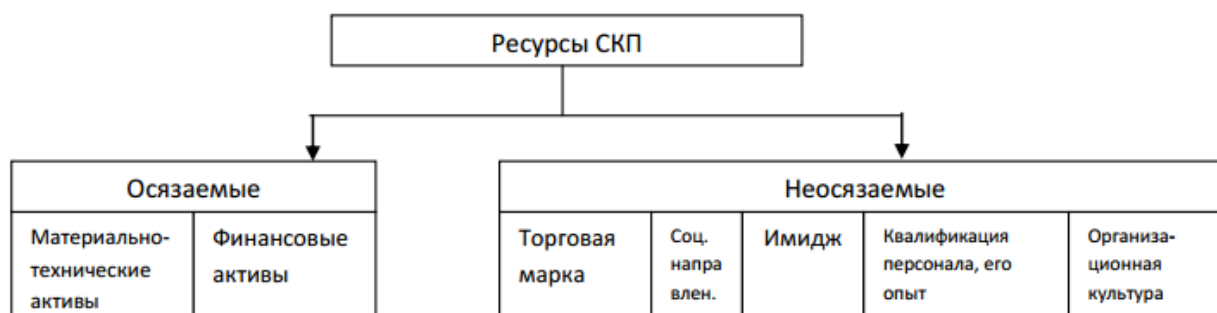 Ресурсы СКП
Осязаемые
Неосязаемые
Материально-
технические
активы
Финансовые
активы
Торговая
марка
Соц.
напра
влен.
Имидж
Квалификация
персонала, его
опыт
Организа-
ционная
культура